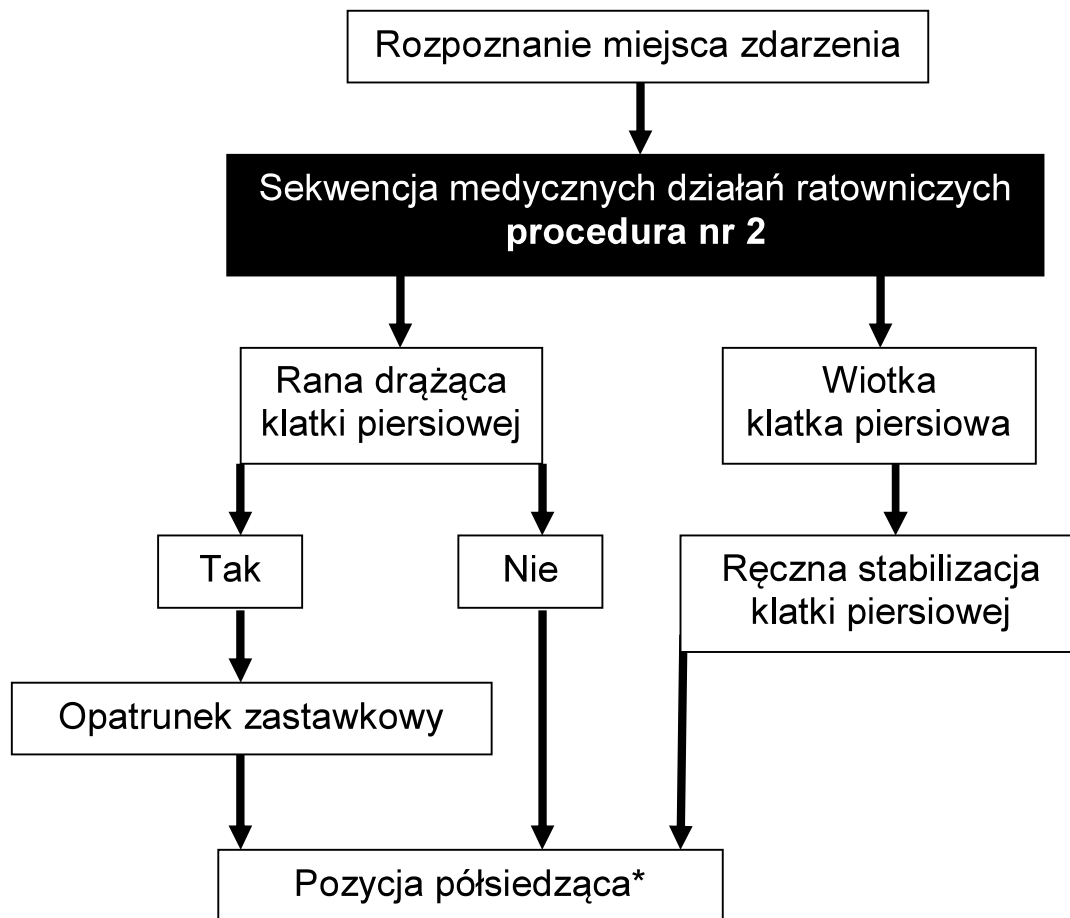 Rozpoznanie miejsca zdarzenia
Sekwencja medycznych działań ratowniczych
procedura nr 2
Rana drążąca
klatki piersiowej
Wiotka
klatka piersiowa
Tak
Nie
Ręczna stabilizacja
klatki piersiowej
Opatrunek zastawkowy
Pozycja półsiedząca*